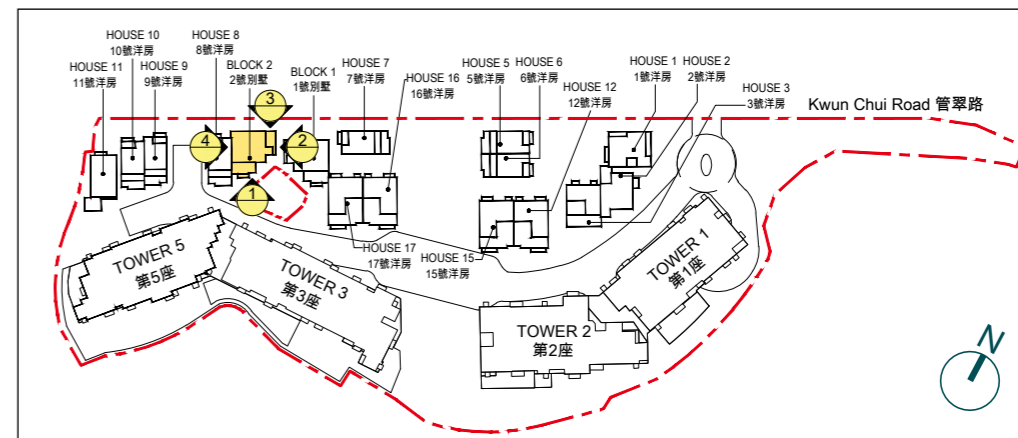 HOUSE 10
10號洋房
HOUSE 11
11號洋房
HOUSE 9
9號洋房
HOUSE 8
8號洋房
BLOCK 2
2號別墅
BLOCK 1
1號別墅
HOUSE 7
7號洋房
HOUSE 16
16號洋房
HOUSE 5
5號洋房
HOUSE 6
6號洋房
HOUSE 12
12號洋房
HOUSE 1
1號洋房
HOUSE 2
2號洋房
HOUSE 3
3號洋房
Kwun Chui Road 管翠路
3
4
2
1
HOUSE 17
17號洋房
HOUSE 15
15號洋房
TOWER 5
第5座
TOWER 3
第3座
TOWER 2
第2座
TOWER 1
第1座
N